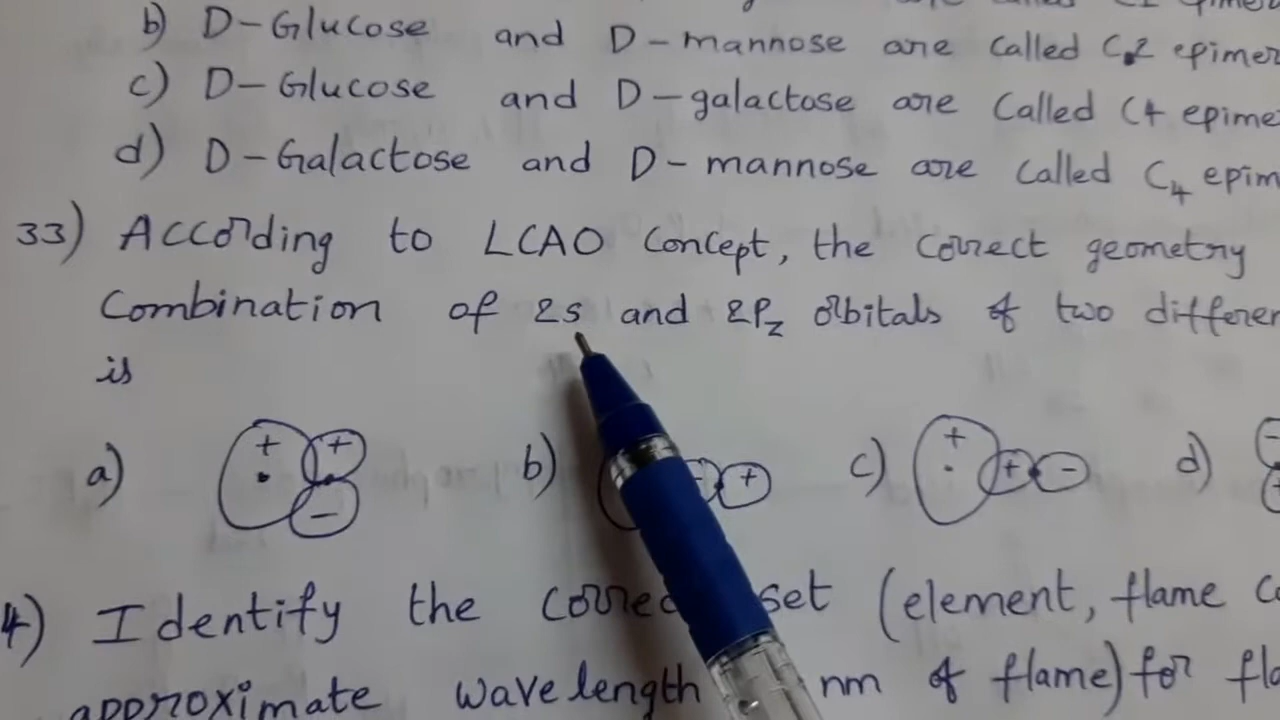 b) D-Glucose and D-mannose are called C2 epimer
c) D-Glucose and D-galactose are called C4 epime
d) D-Galactose and D-mannose are called C4 epim
33) According to LCAO concept, the correct geometry
combination of 2s and 2Pz orbitals of two differen
is
a) + + -
b) +
c) + + -
d) -
4) Identify the set (element, flame
approximate wavelength nm of flame) for